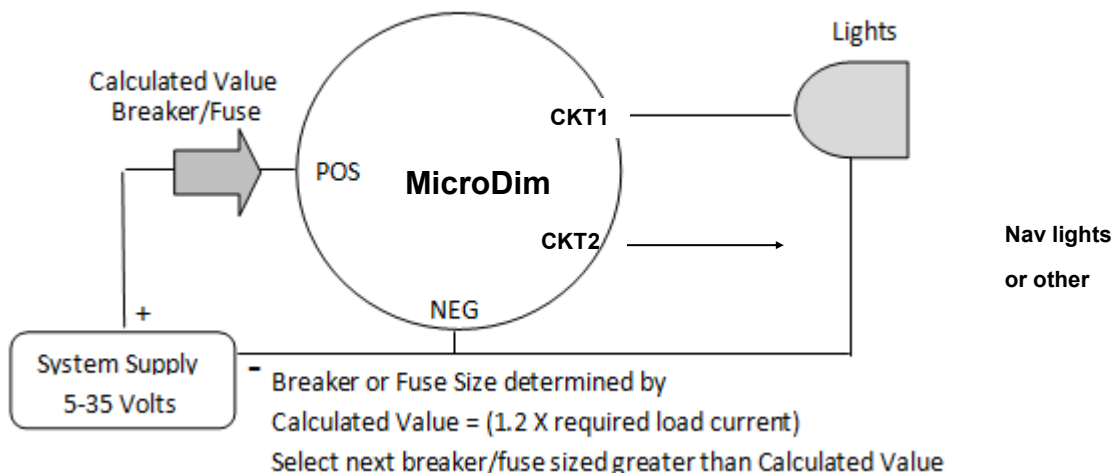 Lights
Calculated Value
Breaker/Fuse
CKT1
POS
MicroDim
CKT2
Nav lights
or other
NEG
+
System Supply
5-35 Volts
-
Breaker or Fuse Size determined by
Calculated Value = (1.2 X required load current)
Select next breaker/fuse sized greater than Calculated Value